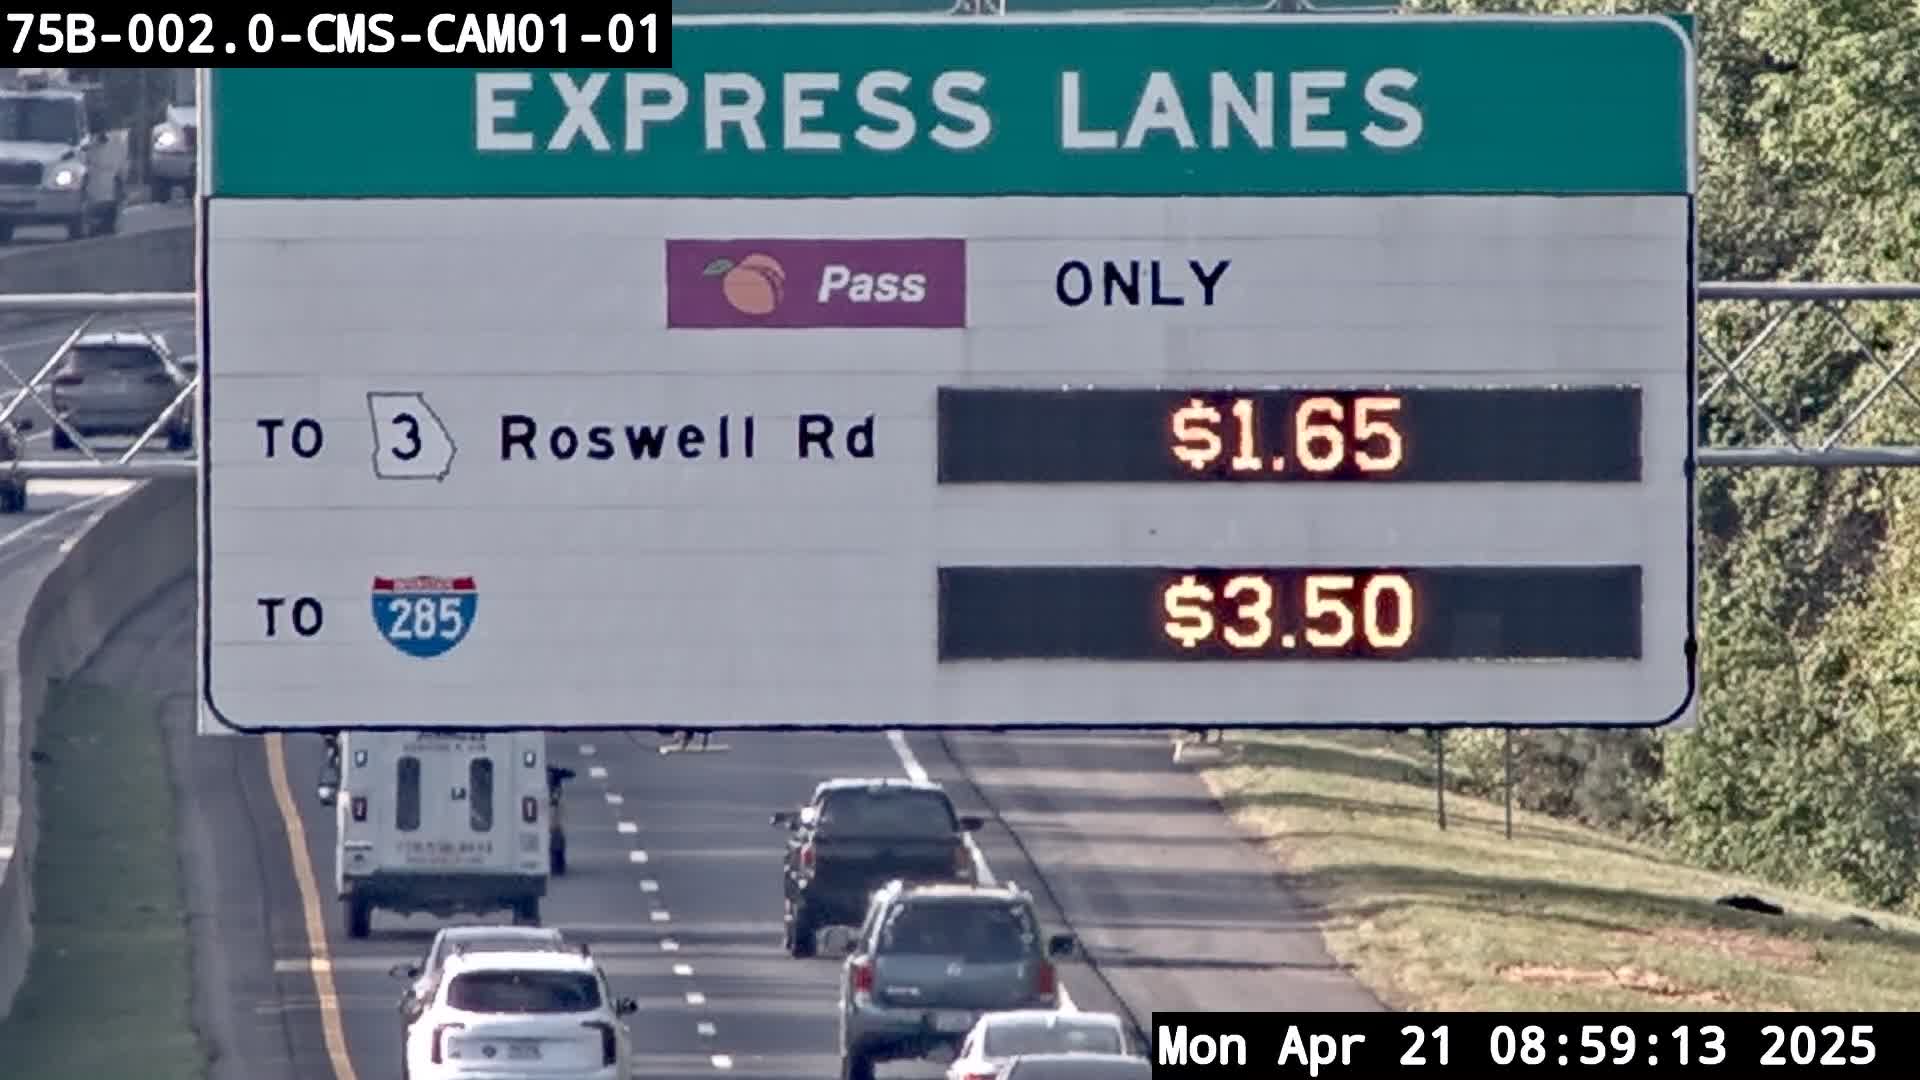 75B-002.0-CMS-CAM01-01
EXPRESS LANES
Pass ONLY
TO 3 Roswell Rd $1.65
TO 285 $3.50
Mon Apr 21 08:59:13 2025